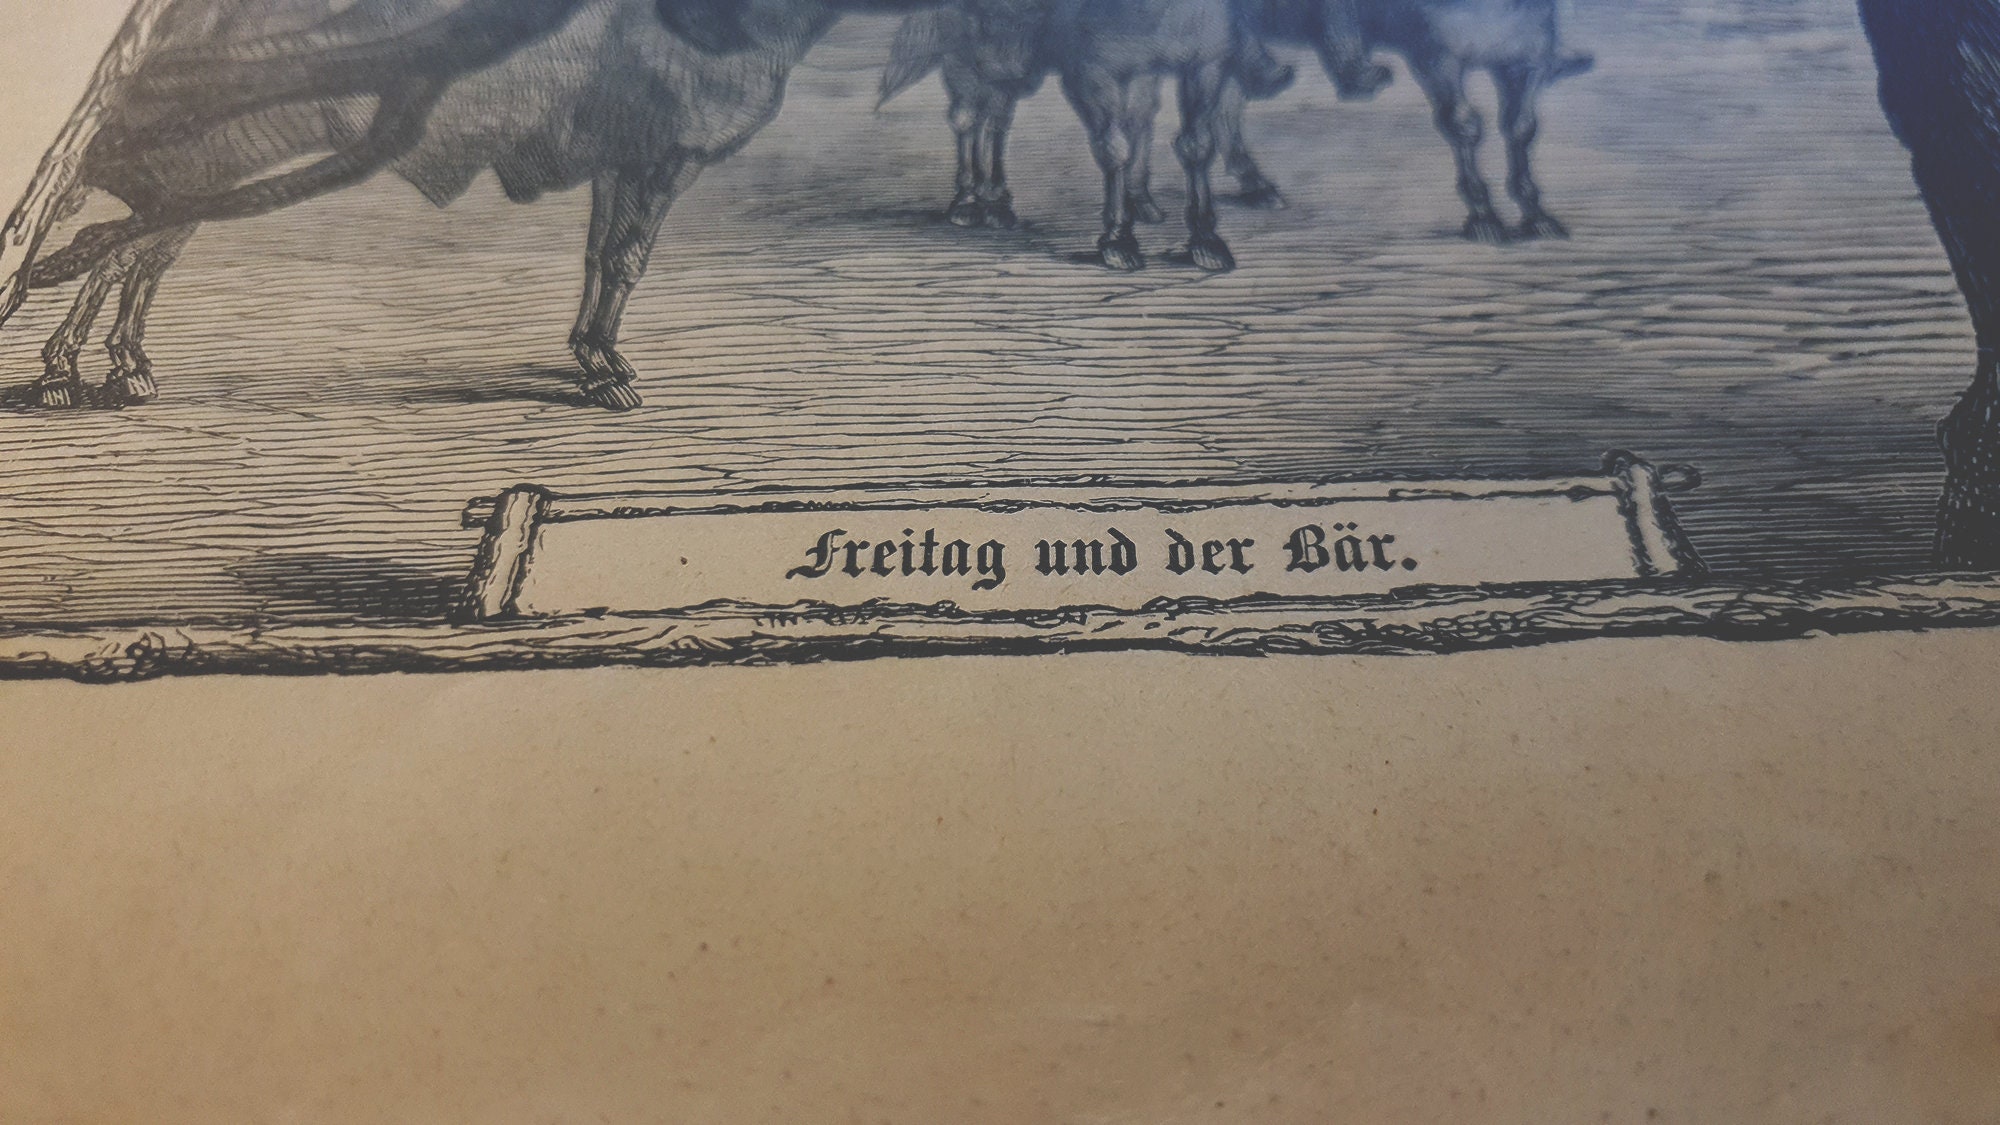 Freitag und der Bär.